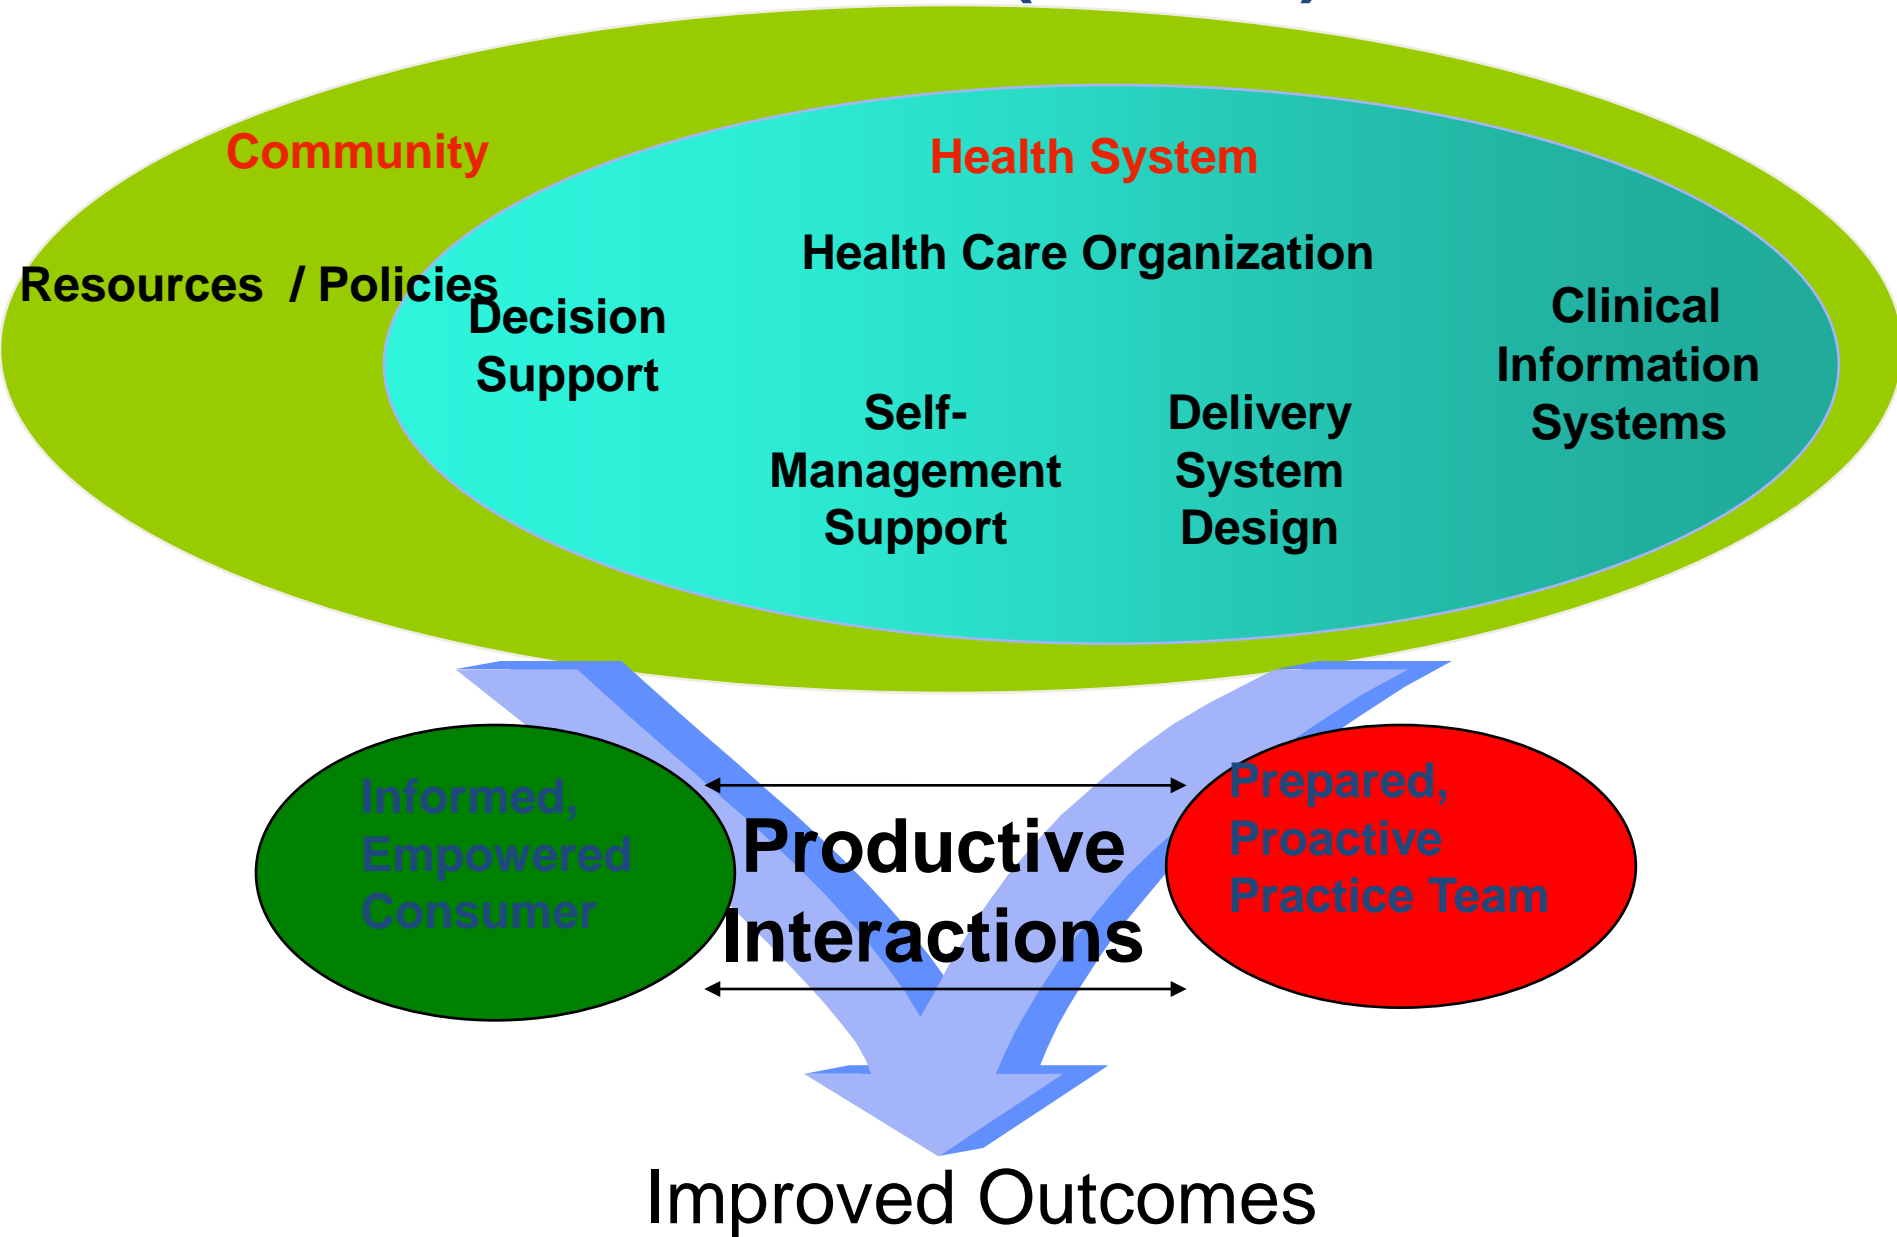 Community
Health System
Health Care Organization
Resources / Policies
Decision
Support
Clinical
Information
Systems
Self-
Management
Support
Delivery
System
Design
Informed,
Empowered
Consumer
Productive
Interactions
Prepared,
Proactive
Practice Team
Improved Outcomes